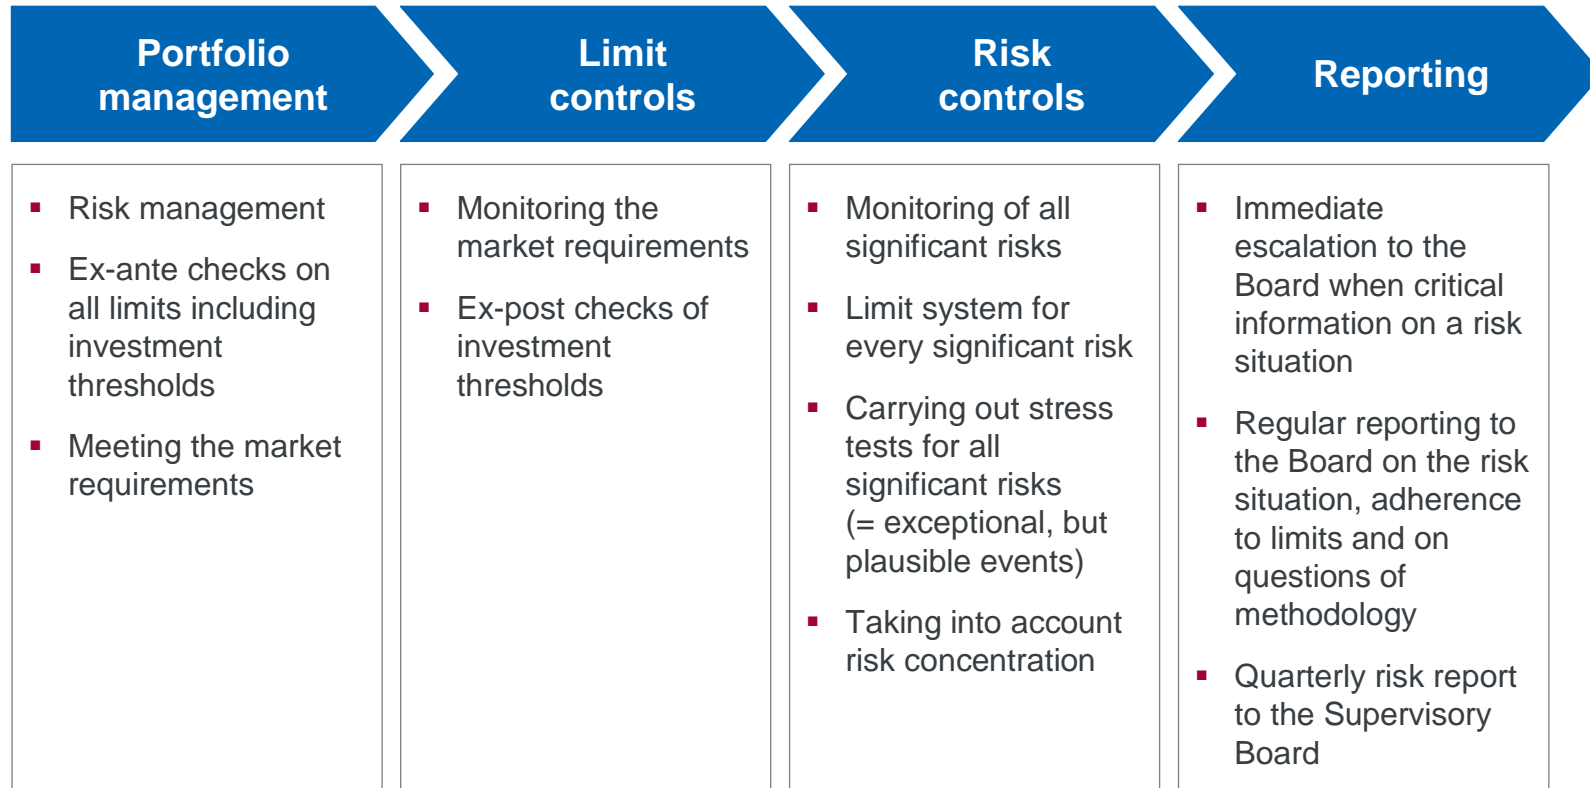 Portfolio
management
Limit
controls
Risk
controls
Reporting
▪ Risk management
▪ Ex-ante checks on
all limits including
investment
thresholds
▪ Meeting the market
requirements
▪ Monitoring the
market requirements
▪ Ex-post checks of
investment
thresholds
▪ Monitoring of all
significant risks
▪ Limit system for
every significant risk
▪ Carrying out stress
tests for all
significant risks
(= exceptional, but
plausible events)
▪ Taking into account
risk concentration
▪ Immediate
escalation to the
Board when critical
information on a risk
situation
▪ Regular reporting to
the Board on the risk
situation, adherence
to limits and on
questions of
methodology
▪ Quarterly risk report
to the Supervisory
Board